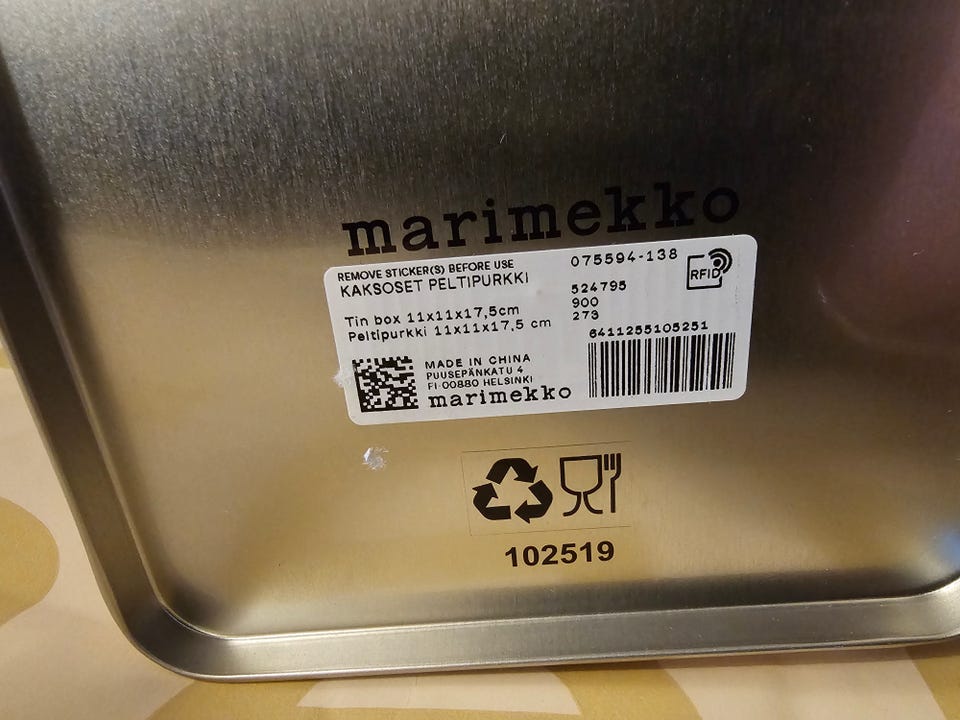 marimekko
REMOVE STICKER(S) BEFORE USE
KAKSOSET PELTIPURKKI
075594-138
RFID
524795
900
273
Tin box 11x11x17,5cm
Peltipurkki 11x11x17,5 cm
6411255105251
MADE IN CHINA
PUUSEPÄNKATU 4
FI 00880 HELSINKI
marimekko
102519